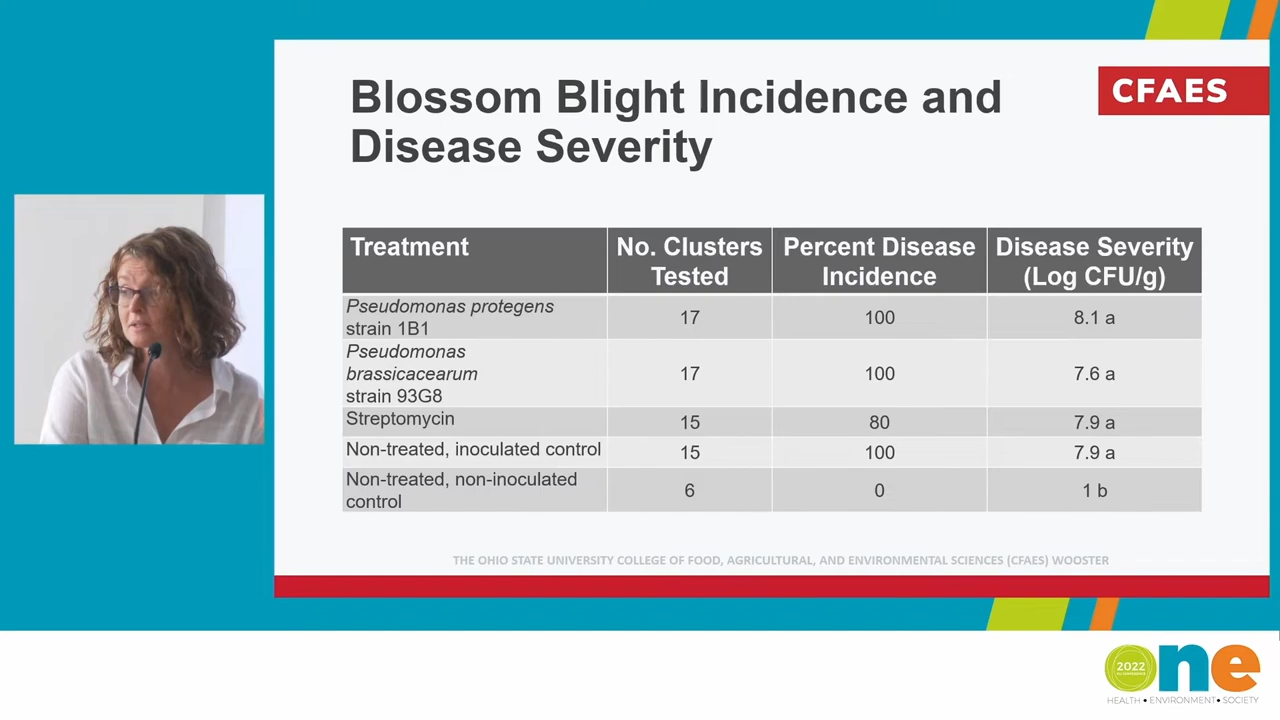 Blossom Blight Incidence and
Disease Severity
CFAES
Treatment
No. Clusters
Tested
Percent Disease
Incidence
Disease Severity
(Log CFU/g)
Pseudomonas protegens
strain 1B1
17
100
8.1 a
Pseudomonas
brassicacearum
strain 93G8
17
100
7.6 a
Streptomycin
15
80
7.9 a
Non-treated, inoculated control
15
100
7.9 a
Non-treated, non-inoculated
control
6
0
1 b
THE OHIO STATE UNIVERSITY COLLEGE OF FOOD, AGRICULTURAL, AND ENVIRONMENTAL SCIENCES (CFAES) WOOSTER
2022
one
HEALTH • ENVIRONMENT • SOCIETY